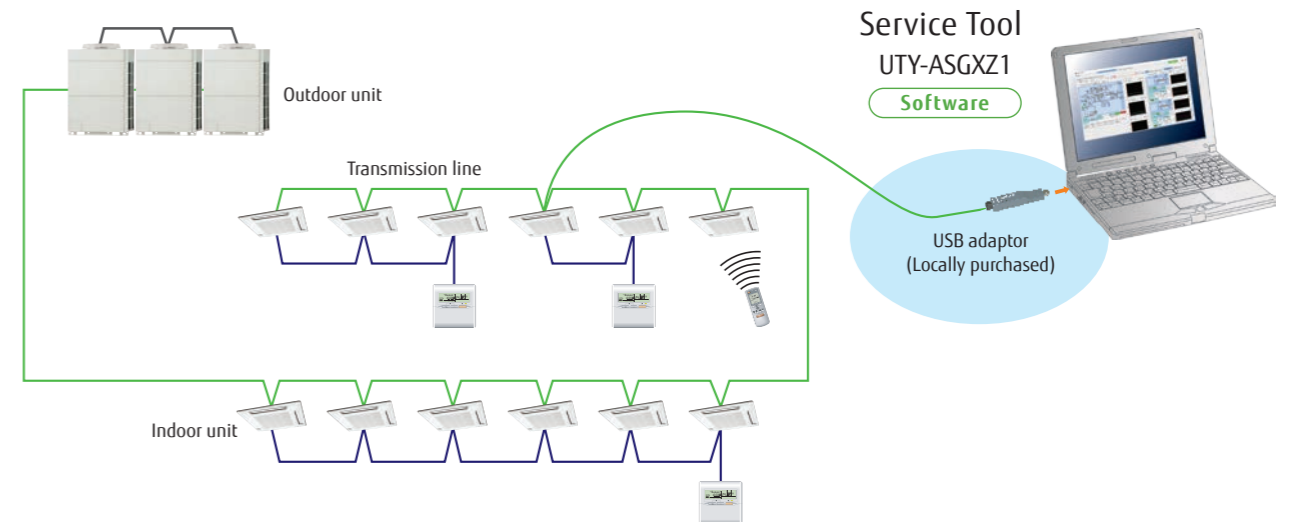 Service Tool
UTY-ASGXZ1
Software
Outdoor unit
Transmission line
USB adaptor
(Locally purchased)
Indoor unit